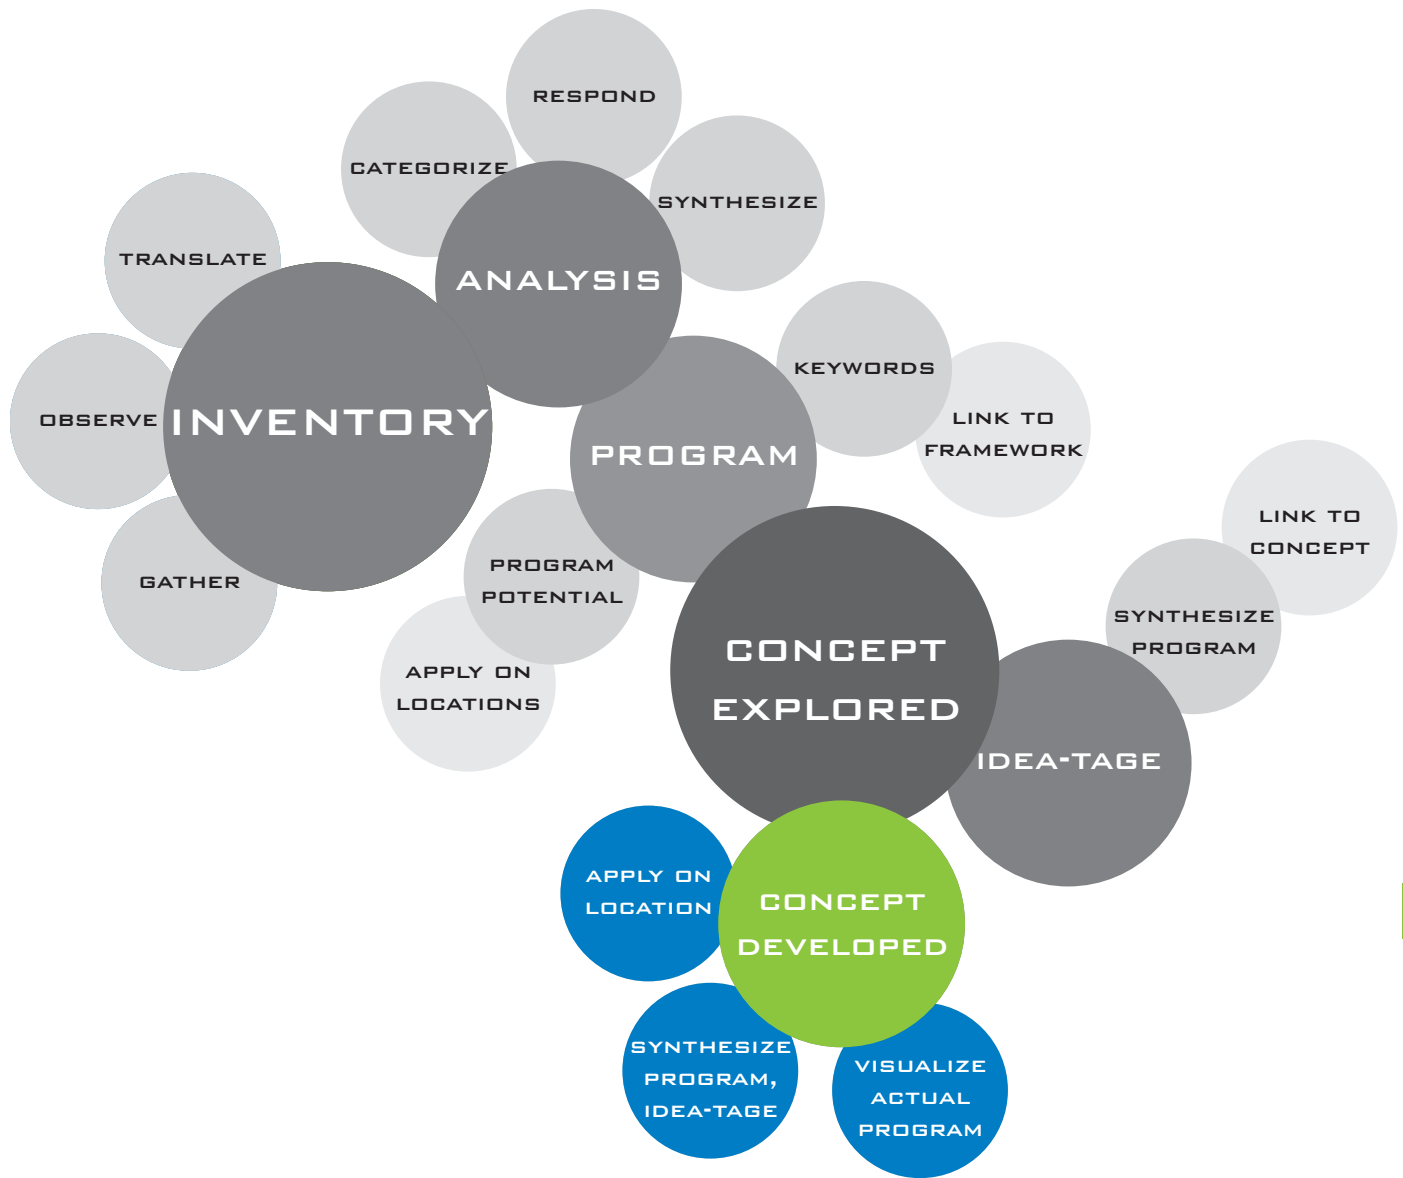 RESPOND
CATEGORIZE
SYNTHESIZE
TRANSLATE
ANALYSIS
KEYWORDS
OBSERVE
INVENTORY
LINK TO
FRAMEWORK
PROGRAM
LINK TO
CONCEPT
GATHER
PROGRAM
POTENTIAL
SYNTHESIZE
PROGRAM
APPLY ON
LOCATIONS
CONCEPT
EXPLORED
IDEA-TAGE
APPLY ON
LOCATION
CONCEPT
DEVELOPED
SYNTHESIZE
PROGRAM,
IDEA-TAGE
VISUALIZE
ACTUAL
PROGRAM